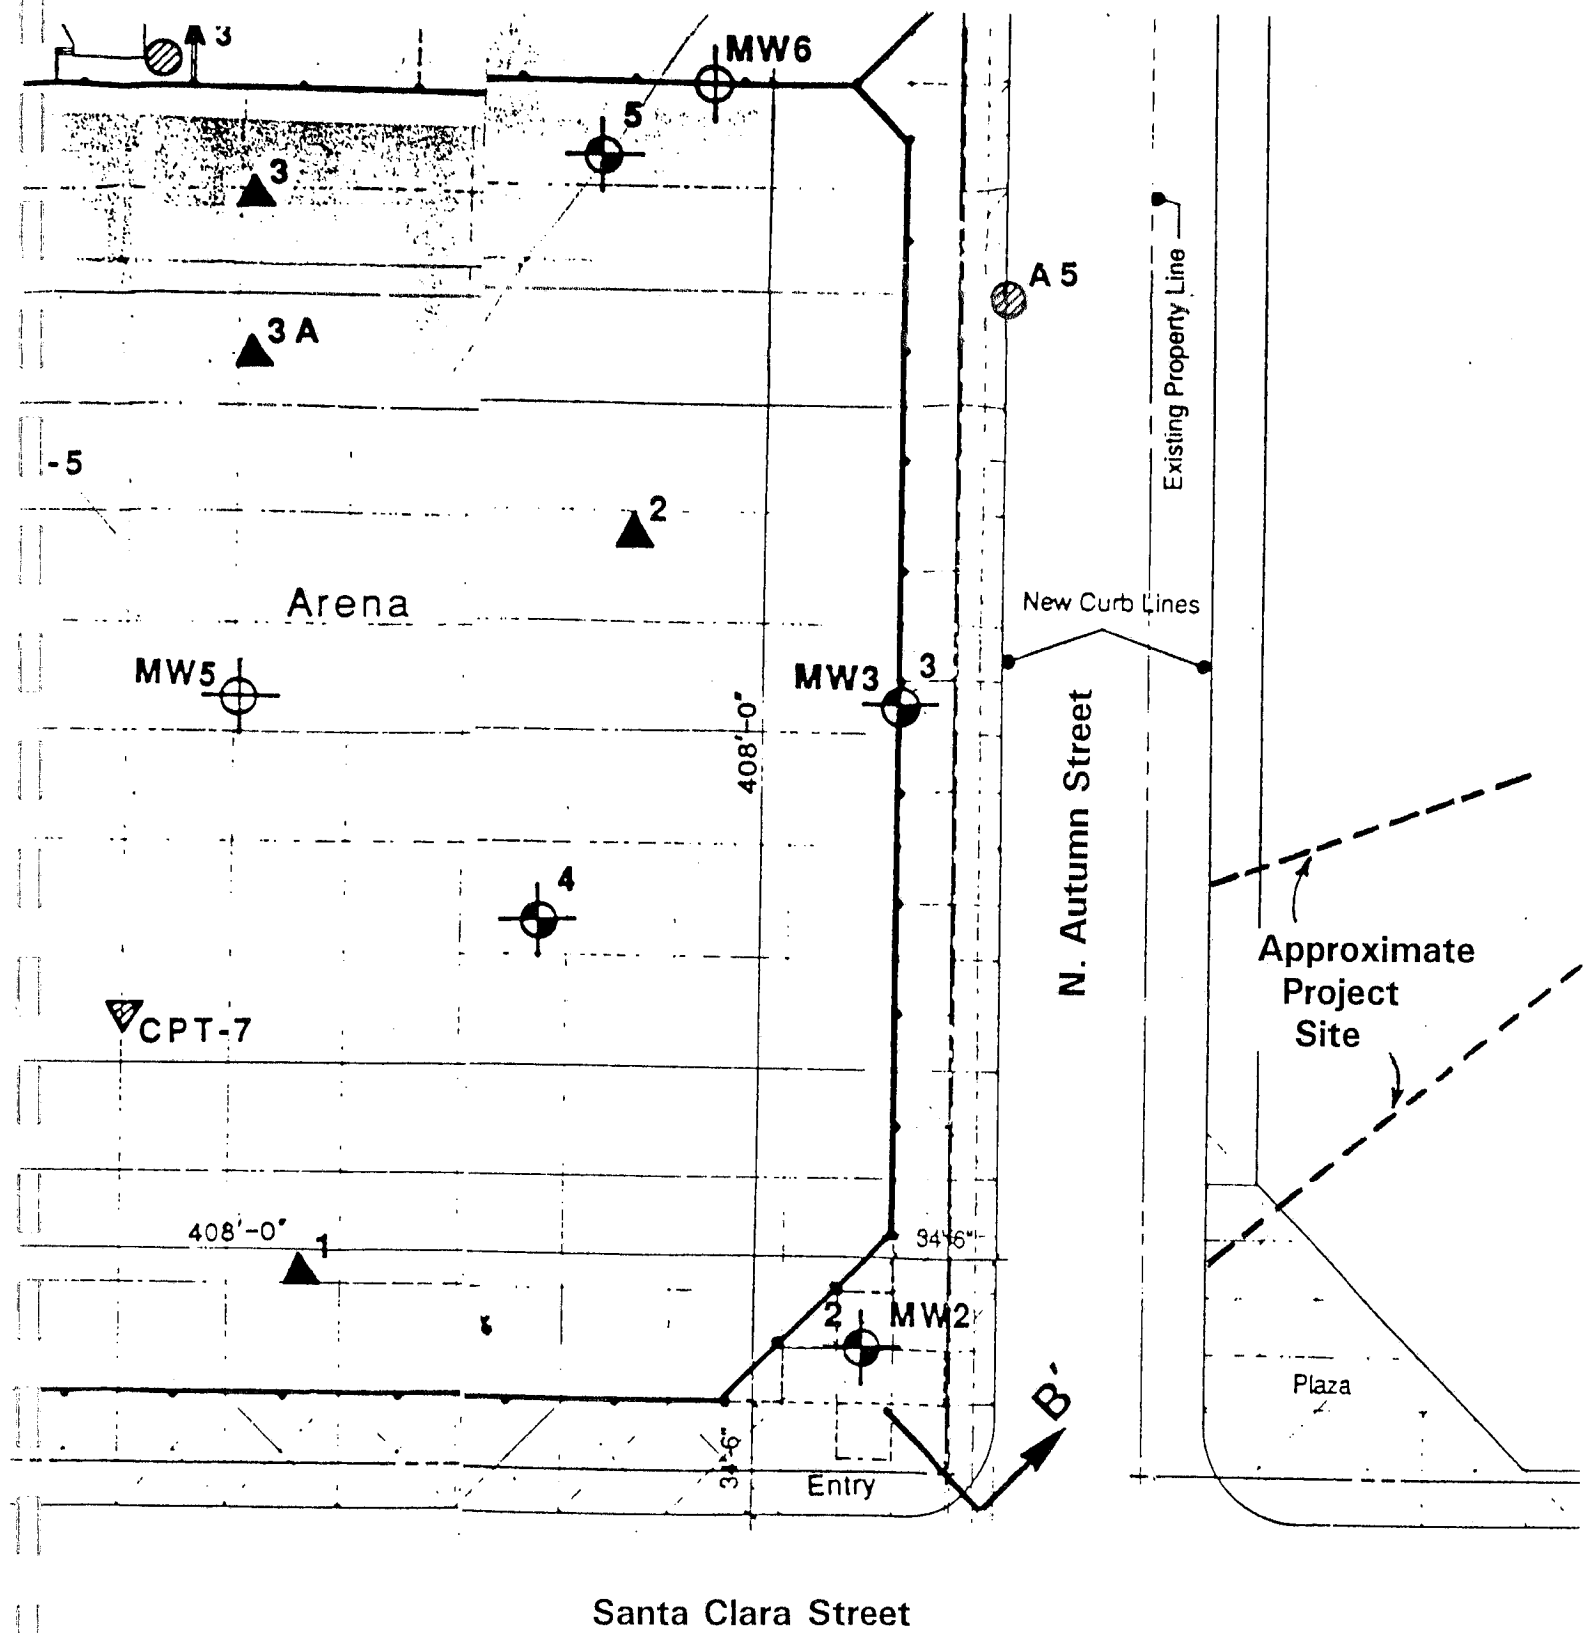 3
MW6
5
3
A 5
3 A
Existing Property Line
-5
2
Arena
New Curb Lines
MW5
MW3
3
408'-0"
N. Autumn Street
4
Approximate
Project
Site
CPT-7
408'-0"
1
34'-6"
2
MW2
B'
Plaza
34'-6"
Entry
Santa Clara Street